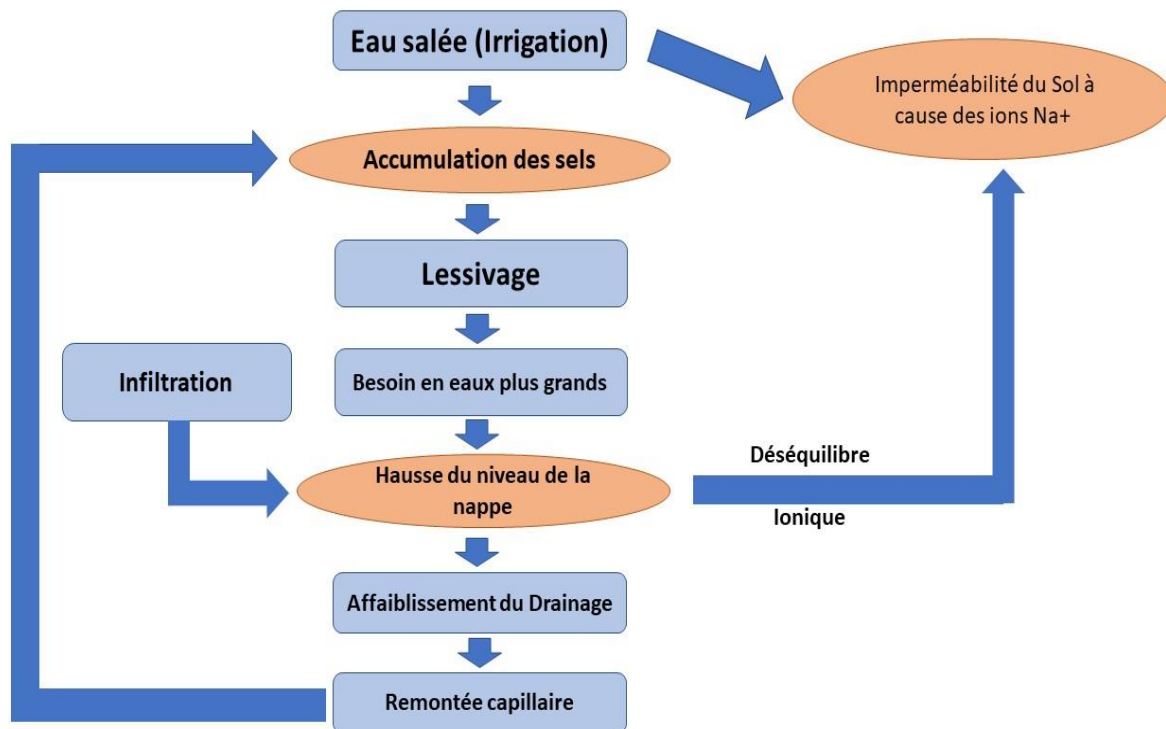 Eau salée (Irrigation)
Imperméabilité du Sol à
cause des ions Na+
Accumulation des sels
Lessivage
Infiltration
Besoin en eaux plus grands
Hausse du niveau de la
nappe
Déséquilibre
Ionique
Affaiblissement du Drainage
Remontée capillaire